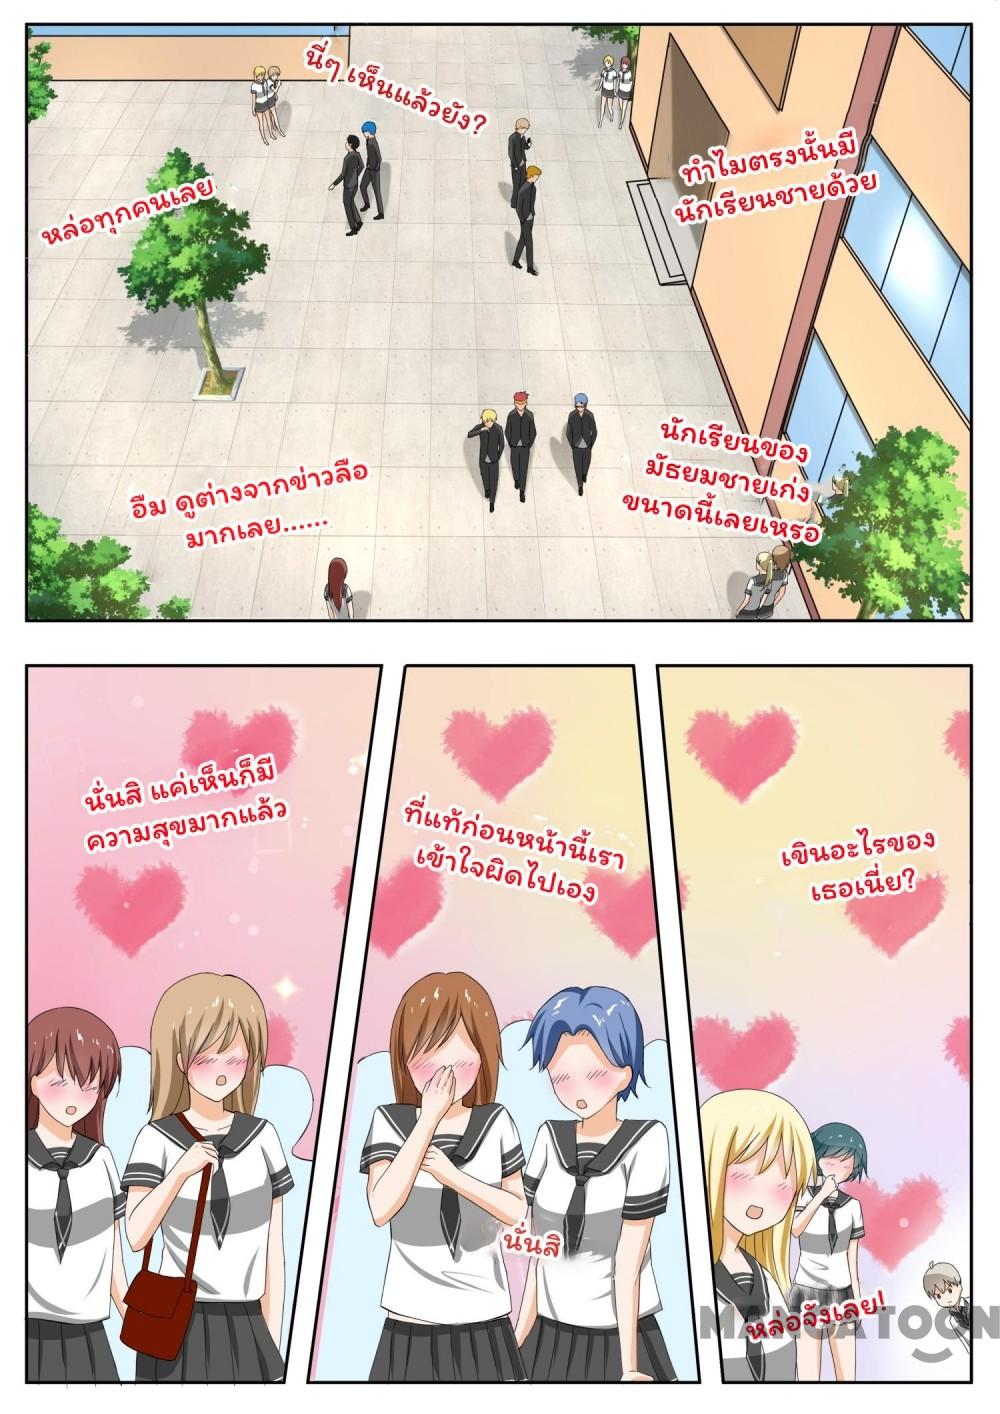 นี่ๆ เห็นแล้วยัง?
ทำไมตรงนั้นมี
นักเรียนชายด้วย
หล่อทุกคนเลย
นักเรียนของ
มัธยมชายเก่ง
ขนาดนี้เลยเหรอ
อืม ดูต่างจากข่าวลือ
มากเลย......
นั่นสิ แค่เห็นก็มี
ความสุขมากแล้ว
ที่แท้ก่อนหน้านี้เรา
เข้าใจผิดไปเอง
นั่นสิ
เขินอะไรของ
เธอเนี่ย?
หล่อจังเลย!
MANGATOON